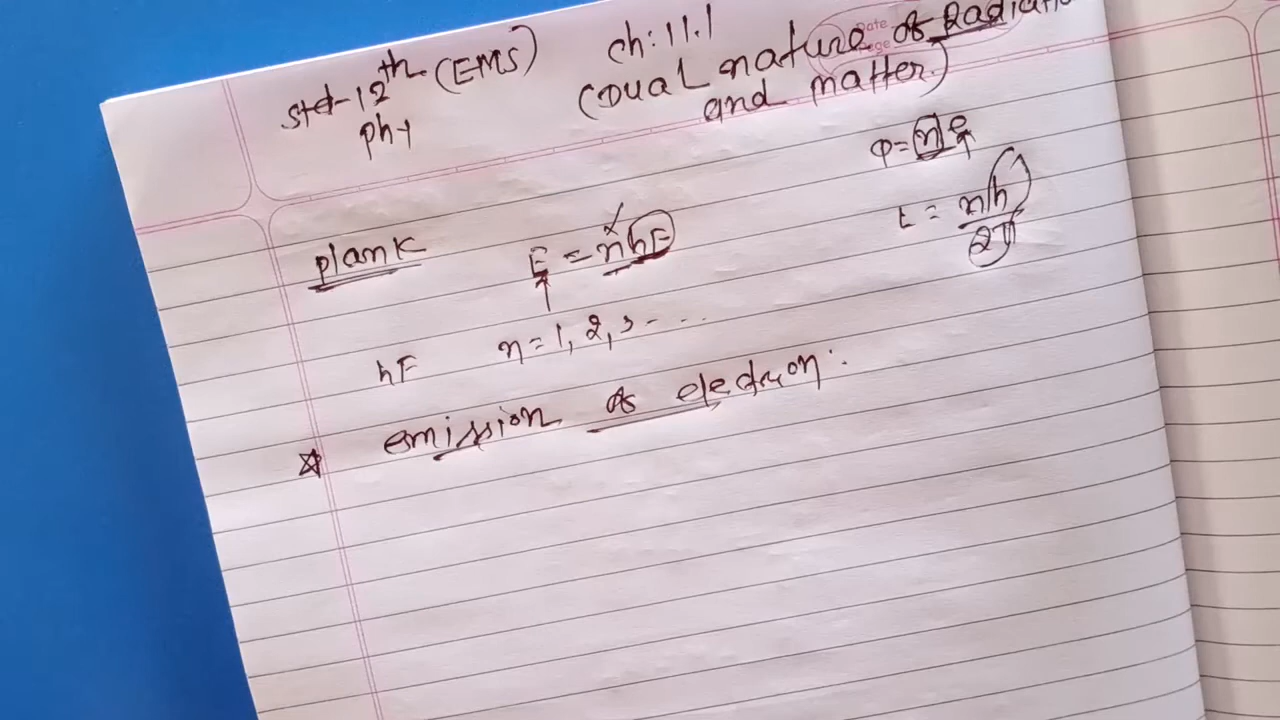 std-12th (EMS)
ch: 11.1
phy
(Dual nature of Radiation
and matter)
Date
φ = ne
L = nh/2π
plank
E = nhF
n = 1, 2, 3 - ...
hF
☆ emission of electron: